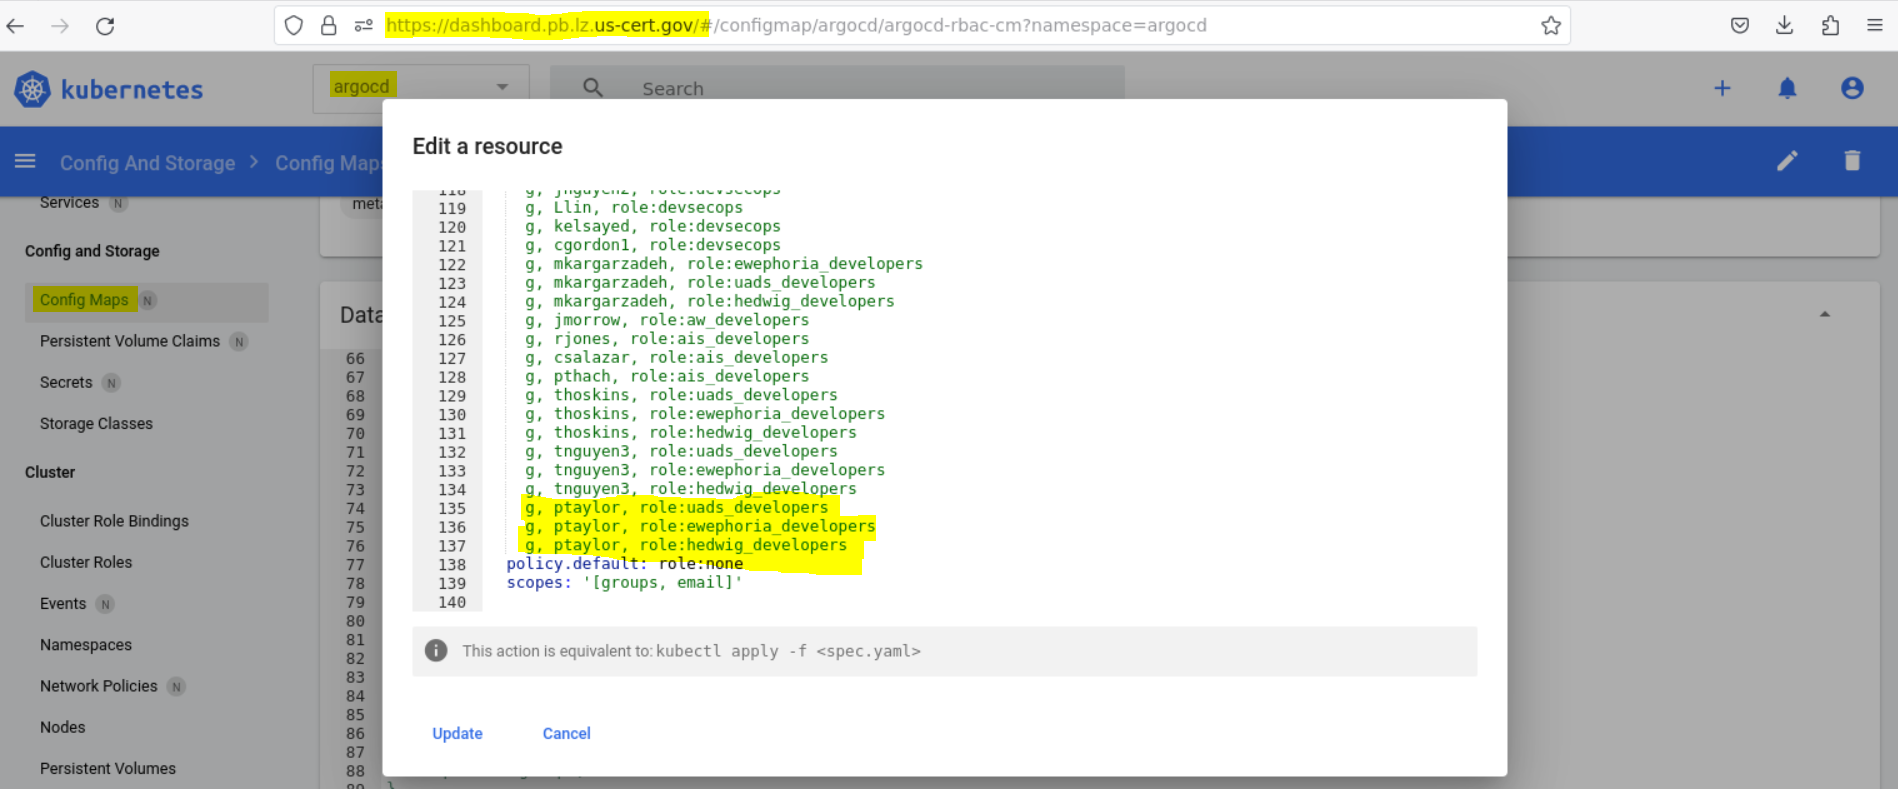 https://dashboard.pb.lz.us-cert.gov/#/configmap/argocd/argocd-rbac-cm?namespace=argocd
kubernetes
argocd
Search
Config And Storage > Config Maps
Edit a resource
Services N
Config and Storage
Config Maps N
Persistent Volume Claims N
Secrets N
Storage Classes
Cluster
Cluster Role Bindings
Cluster Roles
Events N
Namespaces
Network Policies N
Nodes
Persistent Volumes
meta
Data
66
67
68
69
70
71
72
73
74
75
76
77
78
79
80
81
82
83
84
85
86
87
88
89
118 g, jnguyen2, role:devsecops
119 g, Llin, role:devsecops
120 g, kelsayed, role:devsecops
121 g, cgordon1, role:devsecops
122 g, mkargarzadeh, role:ewephoria_developers
123 g, mkargarzadeh, role:uads_developers
124 g, mkargarzadeh, role:hedwig_developers
125 g, jmorrow, role:aw_developers
126 g, rjones, role:ais_developers
127 g, csalazar, role:ais_developers
128 g, pthach, role:ais_developers
129 g, thoskins, role:uads_developers
130 g, thoskins, role:ewephoria_developers
131 g, thoskins, role:hedwig_developers
132 g, tnguyen3, role:uads_developers
133 g, tnguyen3, role:ewephoria_developers
134 g, tnguyen3, role:hedwig_developers
135 g, ptaylor, role:uads_developers
136 g, ptaylor, role:ewephoria_developers
137 g, ptaylor, role:hedwig_developers
138 policy.default: role:none
139 scopes: '[groups, email]'
140
This action is equivalent to: kubectl apply -f <spec.yaml>
Update Cancel